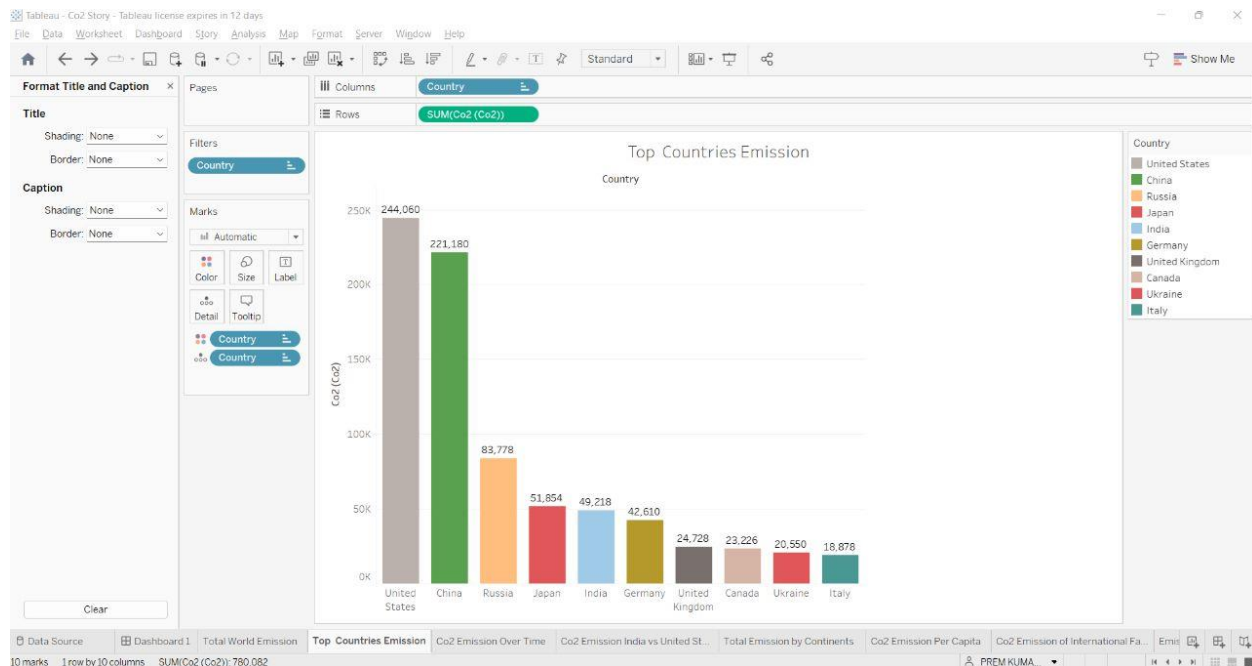 Tableau - Co2 Story - Tableau license expires in 12 days
File Data Worksheet Dashboard Story Analysis Map Format Server Window Help
Standard
Show Me
Format Title and Caption
Title
Shading: None
Border: None
Caption
Shading: None
Border: None
Clear
Pages
Filters
Country
Marks
Automatic
Color Size Label
Detail Tooltip
Country
Country
Columns Country
Rows SUM(Co2 (Co2))
Top Countries Emission
Country
Co2 (Co2)
250K
200K
150K
100K
50K
0K
244,060
221,180
83,778
51,854
49,218
42,610
24,728
23,226
20,550
18,878
United States
China
Russia
Japan
India
Germany
United Kingdom
Canada
Ukraine
Italy
Country
United States
China
Russia
Japan
India
Germany
United Kingdom
Canada
Ukraine
Italy
Data Source Dashboard 1 Total World Emission Top Countries Emission Co2 Emission Over Time Co2 Emission India vs United St... Total Emission by Continents Co2 Emission Per Capita Co2 Emission of International Fa... Emis
10 marks 1 row by 10 columns SUM(Co2 (Co2)): 780,082 PREM KUMA...